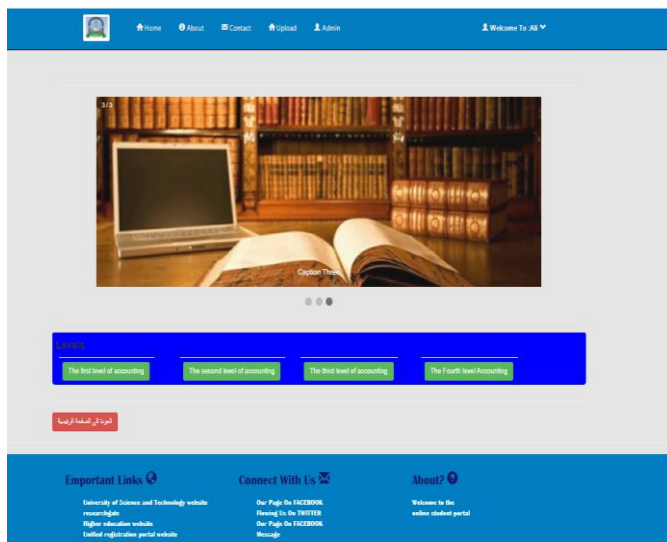 Home About Contact Upload Admin Welcome To :Ali
3/3
Caption Three
Levels
The first level of accounting The second level of accounting The third level of accounting The Fourth level Accounting
العودة الى الصفحة الرئيسية
Emportant Links Connect With Us About?
University of Science and Technology website Our Page On FACEBOOK Welcome to the
researchgate Flowing Us On TWITTER online student portal
Higher education website Our Page On FACEBOOK
Unified registration portal website Message